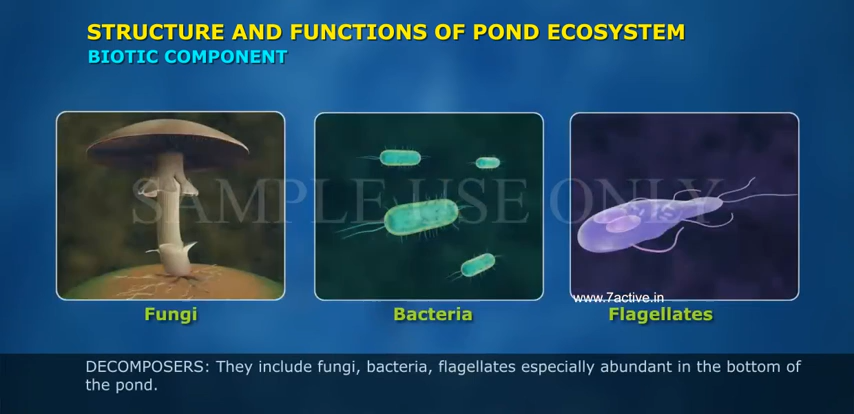 STRUCTURE AND FUNCTIONS OF POND ECOSYSTEM
BIOTIC COMPONENT
SAMPLE USE ONLY
www.7active.in
Fungi
Bacteria
Flagellates
DECOMPOSERS: They include fungi, bacteria, flagellates especially abundant in the bottom of
the pond.